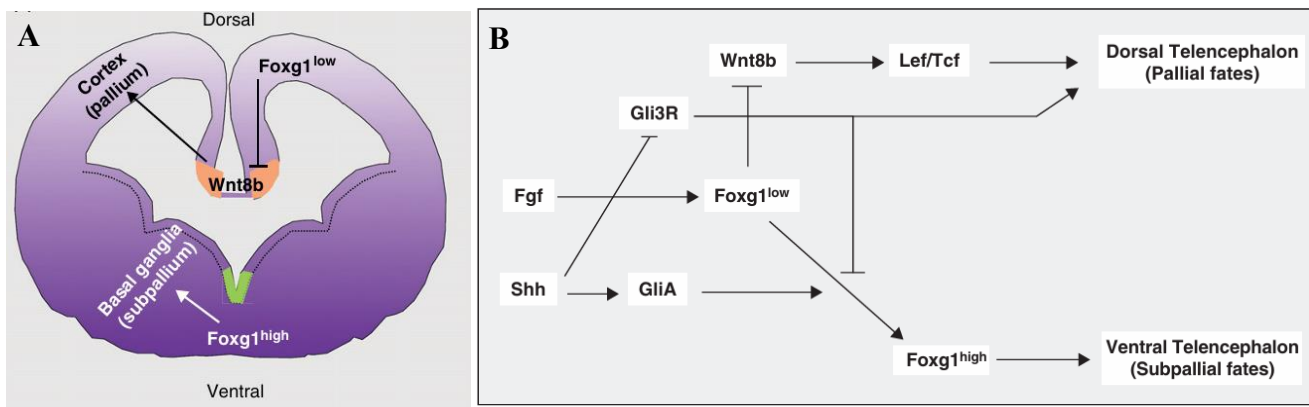 A
Dorsal
Cortex
(pallium)
Foxg1low
Wnt8b
Basal ganglia
(subpallium)
Foxg1high
Ventral
B
Wnt8b
Lef/Tcf
Dorsal Telencephalon
(Pallial fates)
Gli3R
Fgf
Foxg1low
Shh
GliA
Foxg1high
Ventral Telencephalon
(Subpallial fates)